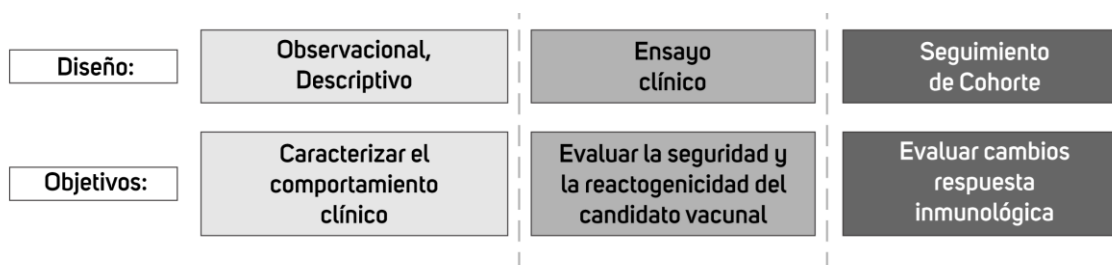 Diseño:
Observacional,
Descriptivo
Ensayo
clínico
Seguimiento
de Cohorte
Objetivos:
Caracterizar el
comportamiento
clínico
Evaluar la seguridad y
la reactogenicidad del
candidato vacunal
Evaluar cambios
respuesta
inmunológica